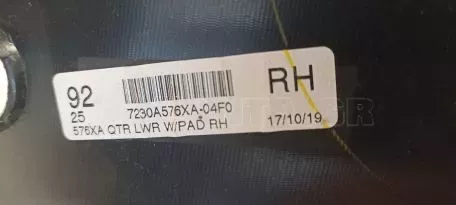 92
RH
25
7230A576XA-04F0
576XA QTR LWR W/PAD RH
17/10/19